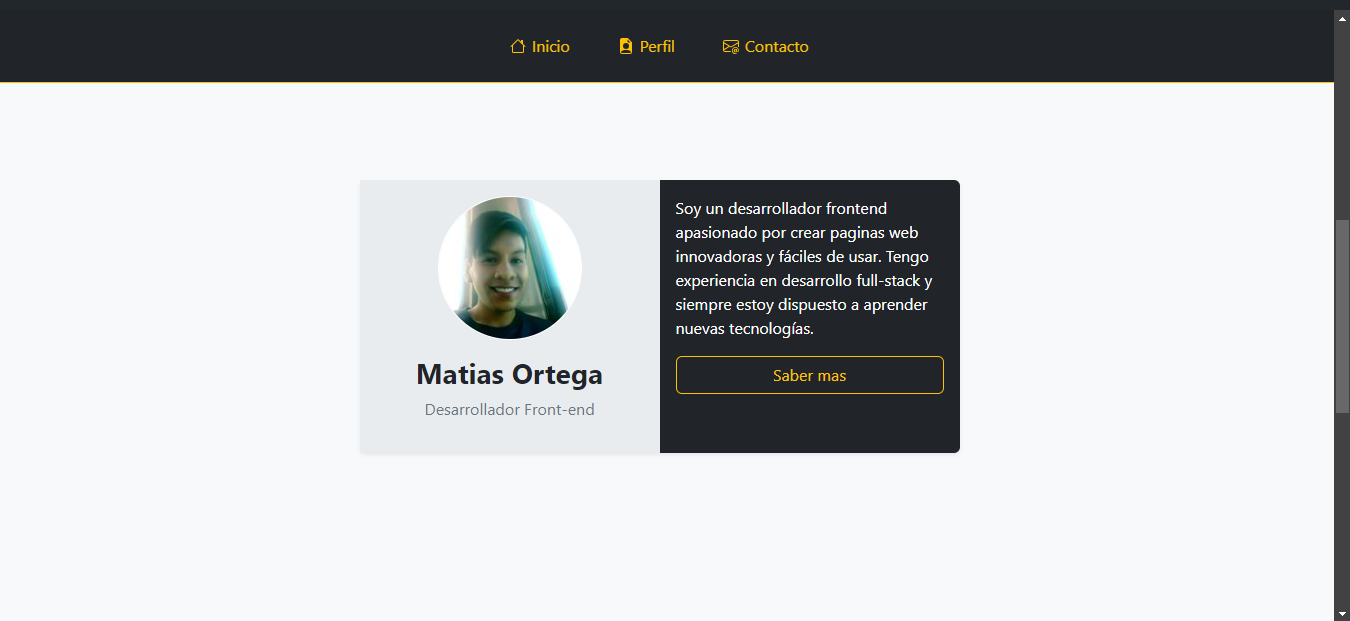 Inicio Perfil Contacto
Matias Ortega
Desarrollador Front-end
Soy un desarrollador frontend
apasionado por crear paginas web
innovadoras y fáciles de usar. Tengo
experiencia en desarrollo full-stack y
siempre estoy dispuesto a aprender
nuevas tecnologías.
Saber mas